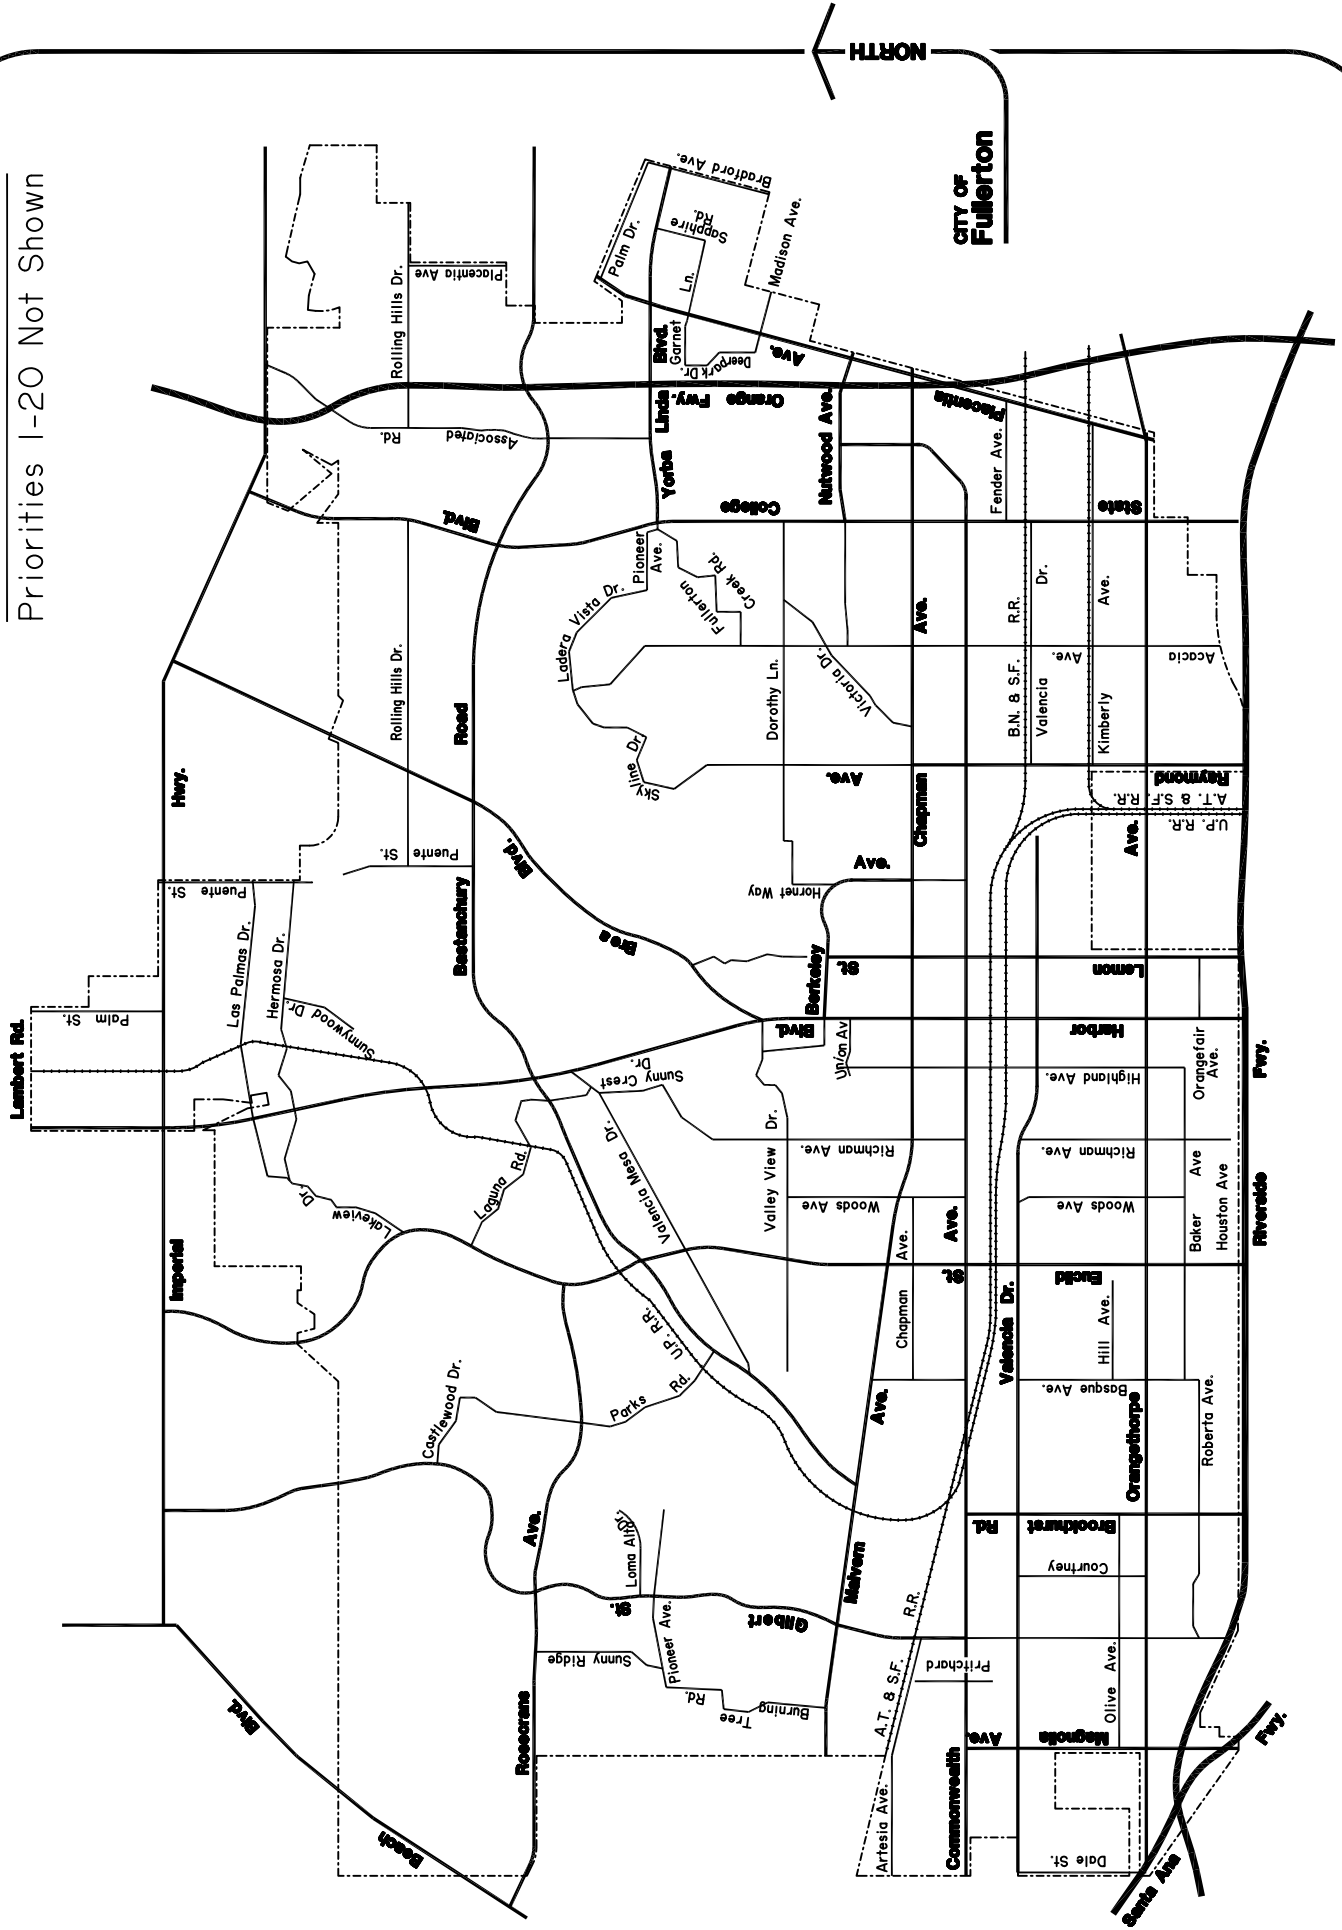 Priorities 1-20 Not Shown
NORTH
CITY OF
Fullerton
Lambert Rd.
Palm St.
Imperial
Hwy.
Puente St.
Las Palmas Dr.
Hermosa Dr.
Sunnywood Dr.
Lakeview
Dr.
Rolling Hills Dr.
Rolling Hills Dr.
Placentia Ave
Associated
Rd.
Puente St.
Bastanchury
Road
Brea
Blvd.
Blvd.
College
State
Palm Dr.
Bradford Ave.
Sapphire
Rd.
Garnet
Ln.
Madison Ave.
Deerpark Dr.
Yorba
Linda
Blvd.
Orange
Fwy.
Placentia
Ave.
Nutwood Ave.
Fender Ave.
Pioneer
Ave.
Fullerton
Creek Rd.
Ladera Vista Dr.
Skyline Dr.
Dorothy Ln.
Victoria Dr.
Acacia
Ave.
Raymond
Ave.
Chapman
Ave.
B.N. & S.F.
R.R.
Valencia
Dr.
Kimberly
Ave.
A.T. & S.F. R.R.
U.P. R.R.
Hornet Way
Berkeley
Ave.
Lemon
St.
Harbor
Blvd.
Union Av
Highland Ave.
Orangefair
Ave.
Sunny Crest
Dr.
Valencia Mesa
Dr.
Laguna
Rd.
Valley View
Dr.
Richman Ave.
Richman Ave.
Woods Ave
Woods Ave
Baker
Ave
Houston Ave
Riverside
Fwy.
Euclid
St.
Chapman
Ave.
Hill Ave.
Basque Ave.
Roberta Ave.
Orangethorpe
Ave.
Valencia
Dr.
U.P. R.R.
Parks
Rd.
Castlewood Dr.
Malvern
Ave.
Commonwealth
Ave.
Brookhurst
Rd.
Courtney
Gilbert
St.
Loma Alta
Dr.
Pioneer Ave.
Sunny Ridge
Burning
Tree
Rd.
Rosecrans
Ave.
Beach
Blvd.
A.T. & S.F.
R.R.
Pritchard
Artesia Ave.
Olive Ave.
Magnolia
Ave.
Dale St.
Santa Ana
Fwy.